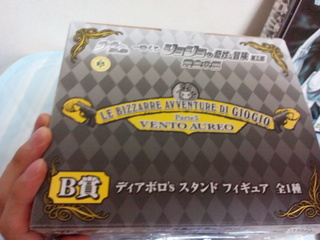 ジョジョの奇妙な冒険
LE BIZZARRE AVVENTURE DI GIOGIO
Parte5
VENTO AUREO
B賞
ディアボロ's スタンド フィギュア 全1種